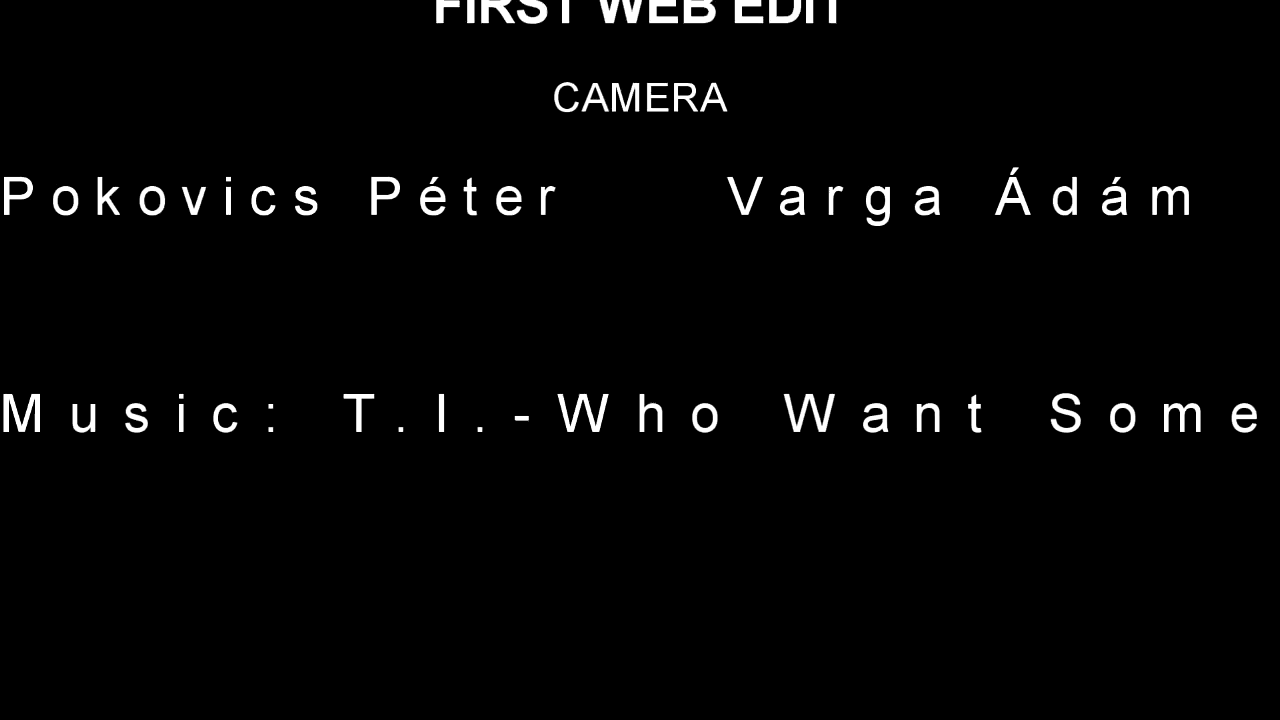 FIRST WEB EDIT
CAMERA
Pokovics Péter Varga Ádám
Music: T.I.-Who Want Some